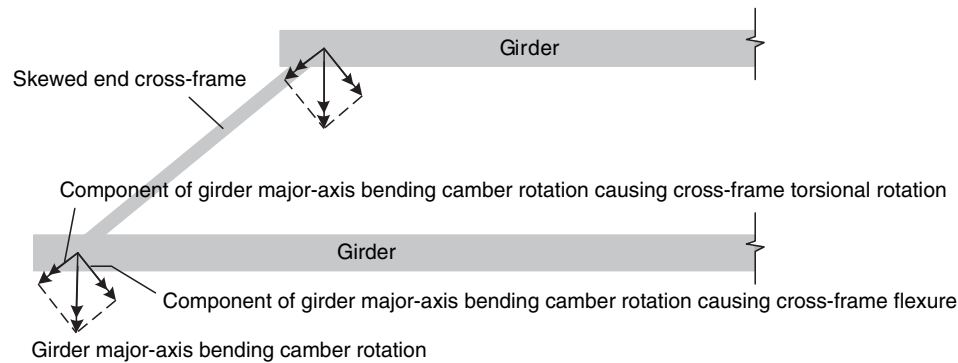 Girder
Skewed end cross-frame
Component of girder major-axis bending camber rotation causing cross-frame torsional rotation
Girder
Component of girder major-axis bending camber rotation causing cross-frame flexure
Girder major-axis bending camber rotation